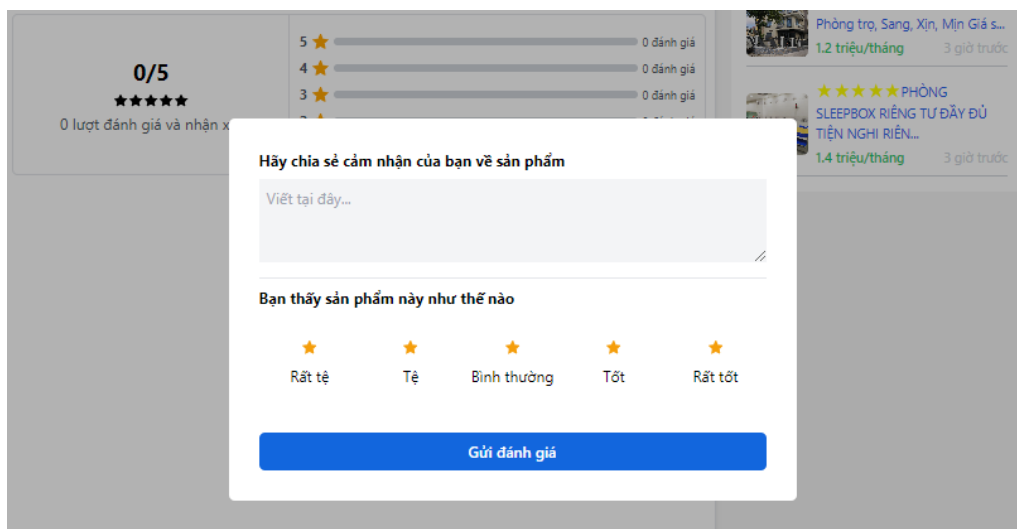 5
0 đánh giá
4
0 đánh giá
3
0 đánh giá
0/5
0 lượt đánh giá và nhận x
Phòng trọ, Sang, Xịn, Mịn Giá s...
1.2 triệu/tháng
3 giờ trước
PHÒNG
SLEEPBOX RIÊNG TƯ ĐẦY ĐỦ
TIỆN NGHI RIÊN...
1.4 triệu/tháng
3 giờ trước
Hãy chia sẻ cảm nhận của bạn về sản phẩm
Viết tại đây...
Bạn thấy sản phẩm này như thế nào
Rất tệ
Tệ
Bình thường
Tốt
Rất tốt
Gửi đánh giá